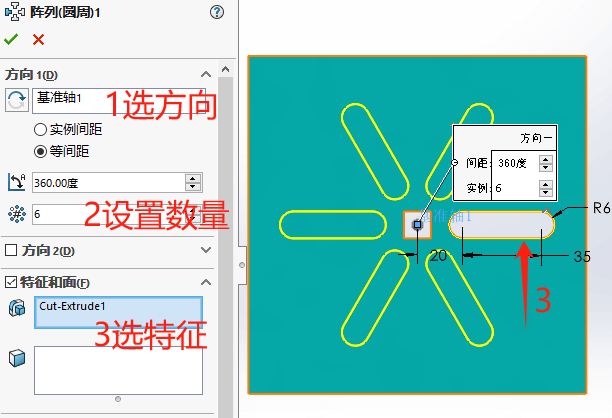 阵列(圆周)1
方向 1(D)
基准轴1
1选方向
实例间距
等间距
360.00度
6
2设置数量
方向 2(D)
特征和面(F)
Cut-Extrude1
3选特征
方向一
间距: 360度
实例: 6
基准轴1
R6
20
35
3